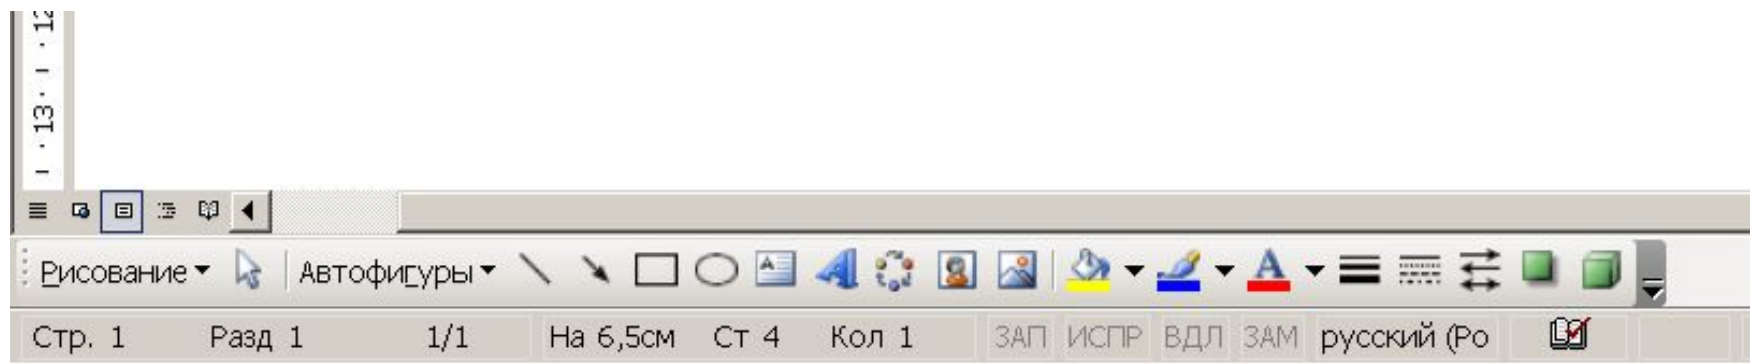 12
13
Рисование Автофигуры
Стр. 1 Разд 1 1/1 На 6,5см Ст 4 Кол 1 ЗАП ИСПР ВДЛ ЗАМ русский (Ро